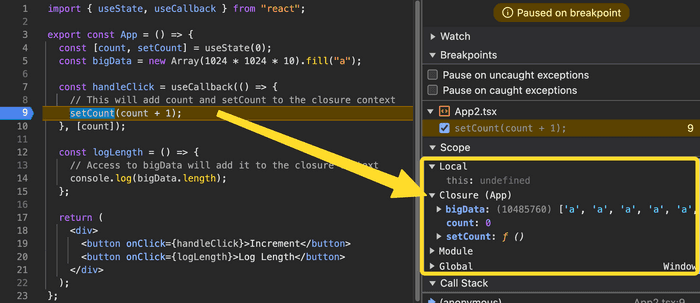 1 import { useState, useCallback } from "react";
2
3 export const App = () => {
4 const [count, setCount] = useState(0);
5 const bigData = new Array(1024 * 1024 * 10).fill("a");
6
7 const handleClick = useCallback(() => {
8 // This will add count and setCount to the closure context
9 setCount(count + 1);
10 }, [count]);
11
12 const logLength = () => {
13 // Access to bigData will add it to the closure context
14 console.log(bigData.length);
15 };
16
17 return (
18 <div>
19 <button onClick={handleClick}>Increment</button>
20 <button onClick={logLength}>Log Length</button>
21 </div>
22 );
23 };
Paused on breakpoint
Watch
Breakpoints
Pause on uncaught exceptions
Pause on caught exceptions
App2.tsx
setCount(count + 1); 9
Scope
Local
this: undefined
Closure (App)
bigData: (10485760) ['a', 'a', 'a', 'a', 'a',
count: 0
setCount: ƒ ()
Module
Global Window
Call Stack
(anonymous) App2.tsx:9